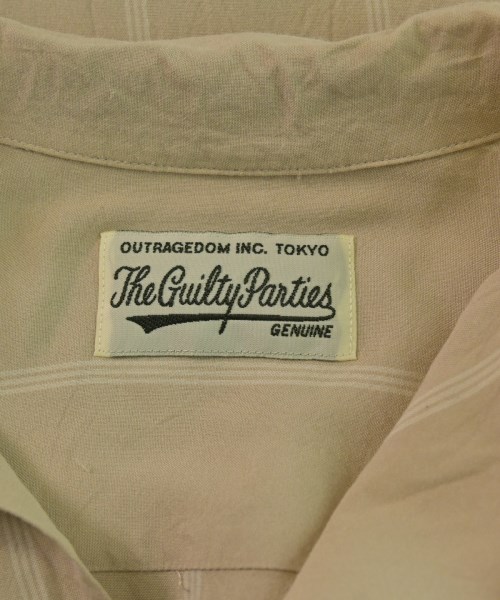 OUTRAGEDOM INC. TOKYO
The Guilty Parties
GENUINE